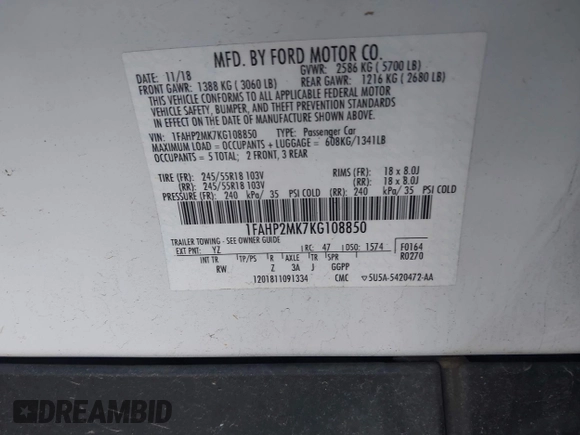 MFD. BY FORD MOTOR CO.
DATE: 11/18 GVWR: 2586 KG ( 5700 LB)
FRONT GAWR: 1388 KG ( 3060 LB) REAR GAWR: 1216 KG ( 2680 LB)
THIS VEHICLE CONFORMS TO ALL APPLICABLE FEDERAL MOTOR
VEHICLE SAFETY, BUMPER, AND THEFT PREVENTION STANDARDS
IN EFFECT ON THE DATE OF MANUFACTURE SHOWN ABOVE.
VIN: 1FAHP2MK7KG108850 TYPE: Passenger Car
MAXIMUM LOAD = OCCUPANTS + LUGGAGE = 608KG/1341LB
OCCUPANTS = 5 TOTAL; 2 FRONT, 3 REAR
TIRE (FR): 245/55R18 103V RIMS (FR): 18 x 8.0J
(RR): 245/55R18 103V (RR): 18 x 8.0J
PRESSURE (FR): 240 kPa/ 35 PSI COLD (RR): 240 kPa/ 35 PSI COLD
1FAHP2MK7KG108850
TRAILER TOWING - SEE OWNER GUIDE
EXT PNT: YZ RC: 47 DSO: 1574 F0164
R0270
INT TR TP/PS R AXLE TR SPR
RW Z 3A J GGPP
1201811091334 CMC ▽5U5A-5420472-AA
DREAMBID